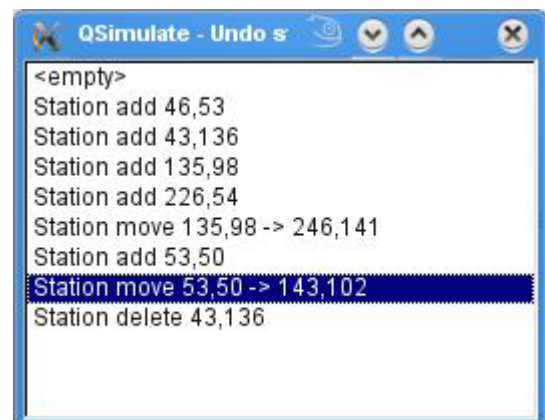 QSimulate - Undo s
<empty>
Station add 46,53
Station add 43,136
Station add 135,98
Station add 226,54
Station move 135,98 -> 246,141
Station add 53,50
Station move 53,50 -> 143,102
Station delete 43,136